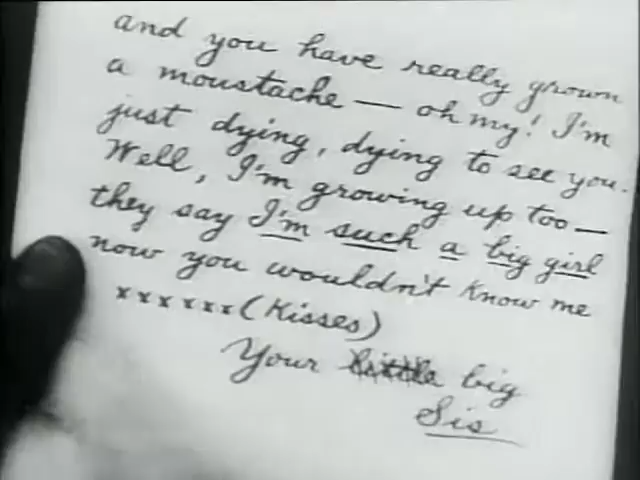 and you have really grown
a moustache — oh my! I'm
just dying, dying to see you.
Well, I'm growing up too —
they say I'm such a big girl
now you wouldn't know me
xxxxxx (Kisses)
Your little big
Sis